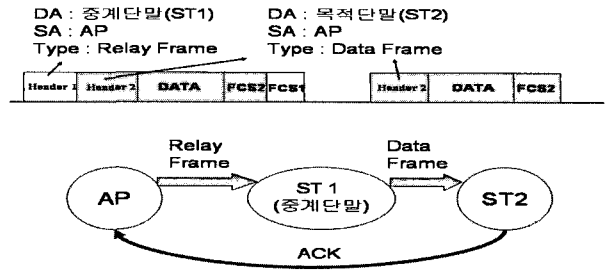 DA : 중계단말(ST1)
SA : AP
Type : Relay Frame
DA : 목적단말(ST2)
SA : AP
Type : Data Frame
Header 1 Header 2 DATA FCS2 FCS1
Header 2 DATA FCS2
Relay Frame
Data Frame
AP
ST 1
(중계단말)
ST2
ACK